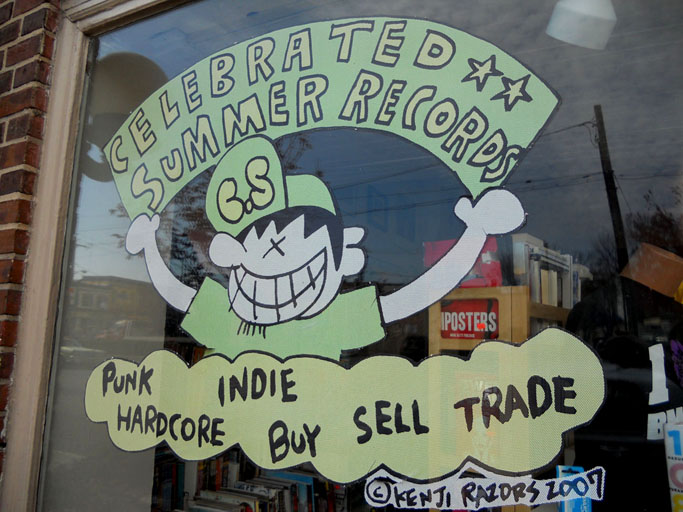 CELEBRATED
SUMMER RECORDS
C.S
PUNK INDIE
HARDCORE BUY SELL TRADE
© KENJI RAZORS 2007
POSTERS